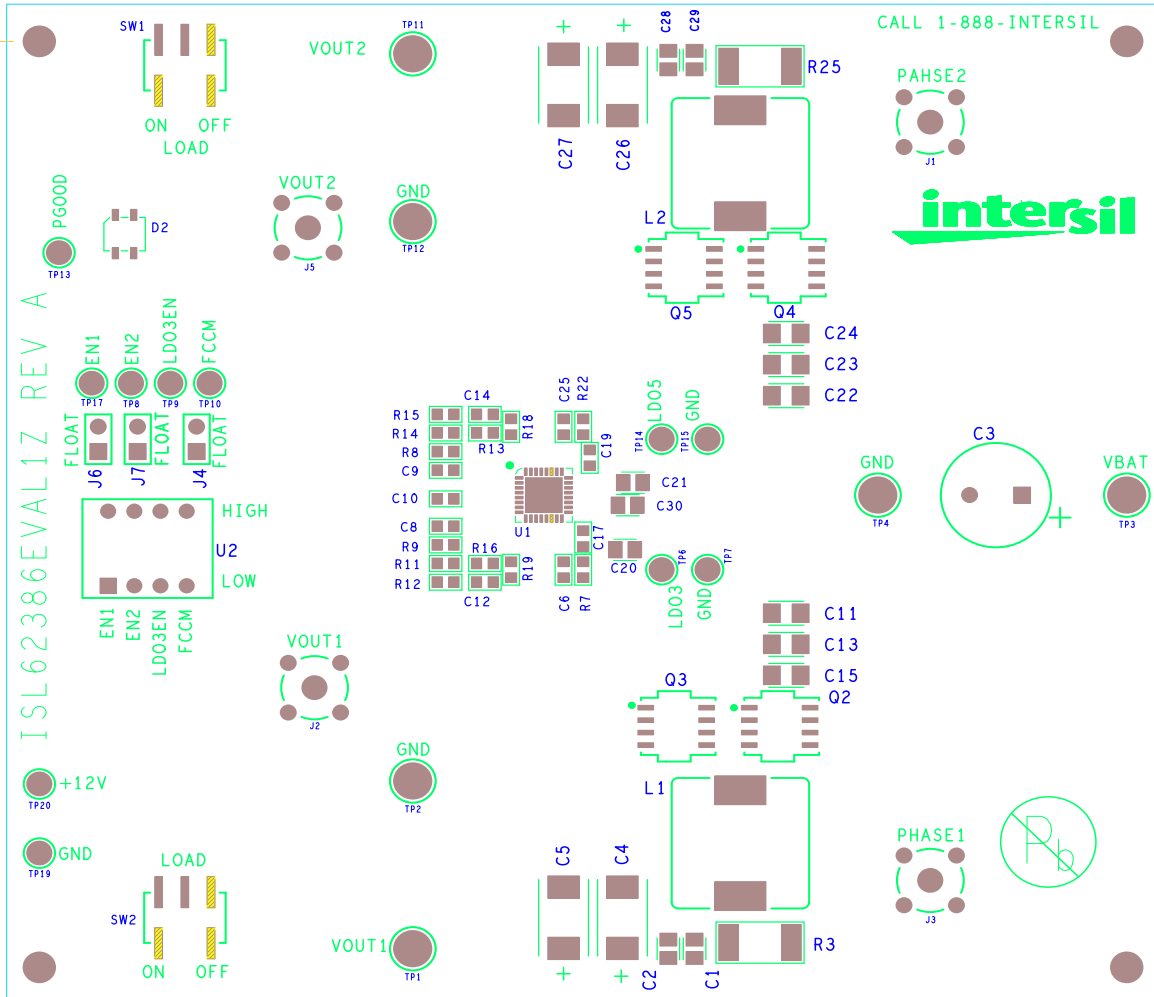 CALL 1-888-INTERSIL
SW1
TP11
VOUT2
+
+
C28
C29
R25
PAHSE2
ON OFF
LOAD
C27
C26
J1
PGOOD
D2
VOUT2
GND
L2
intersil
TP13
J5
TP12
Q5
Q4
ISL62386EVAL1Z REV A
EN1
EN2
LDO3EN
FCCM
C24
C23
C22
TP17
TP8
TP9
TP10
FLOAT
FLOAT
FLOAT
J6
J7
J4
R15
R14
R8
C9
C10
C8
R9
R11
R12
C14
R13
R18
C25
R22
C19
LDO5
GND
TP14
TP15
C21
C30
U1
C17
C20
R16
R19
C12
C6
R7
TP6
TP7
LDO3
GND
C3
GND
TP4
+
VBAT
TP3
HIGH
U2
LOW
EN1
EN2
LDO3EN
FCCM
C11
C13
C15
VOUT1
J2
Q3
Q2
GND
TP2
L1
+12V
TP20
GND
TP19
LOAD
SW2
ON OFF
VOUT1
TP1
C5
C4
+
+
C2
C1
R3
PHASE1
J3
Pb